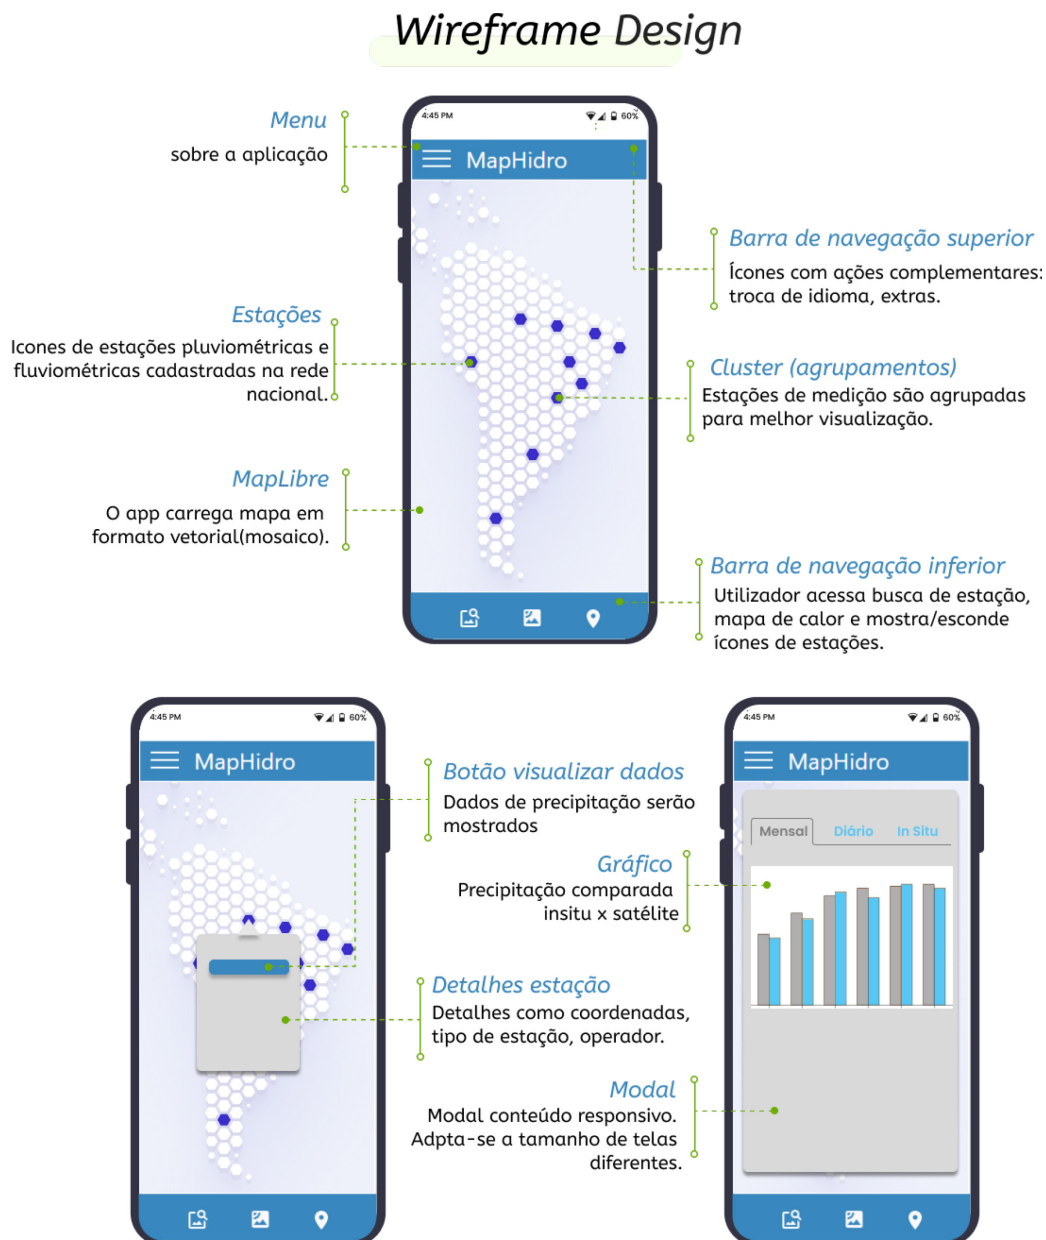 Wireframe Design
Menu
sobre a aplicação
4:45 PM
60%
MapHidro
Barra de navegação superior
Ícones com ações complementares:
troca de idioma, extras.
Estações
Icones de estações pluviométricas e
fluviométricas cadastradas na rede
nacional.
Cluster (agrupamentos)
Estações de medição são agrupadas
para melhor visualização.
MapLibre
O app carrega mapa em
formato vetorial(mosaico).
Barra de navegação inferior
Utilizador acessa busca de estação,
mapa de calor e mostra/esconde
ícones de estações.
4:45 PM
60%
MapHidro
Botão visualizar dados
Dados de precipitação serão
mostrados
Gráfico
Precipitação comparada
insitu x satélite
Detalhes estação
Detalhes como coordenadas,
tipo de estação, operador.
Modal
Modal conteúdo responsivo.
Adpta-se a tamanho de telas
diferentes.
4:45 PM
60%
MapHidro
Mensal Diário In Situ